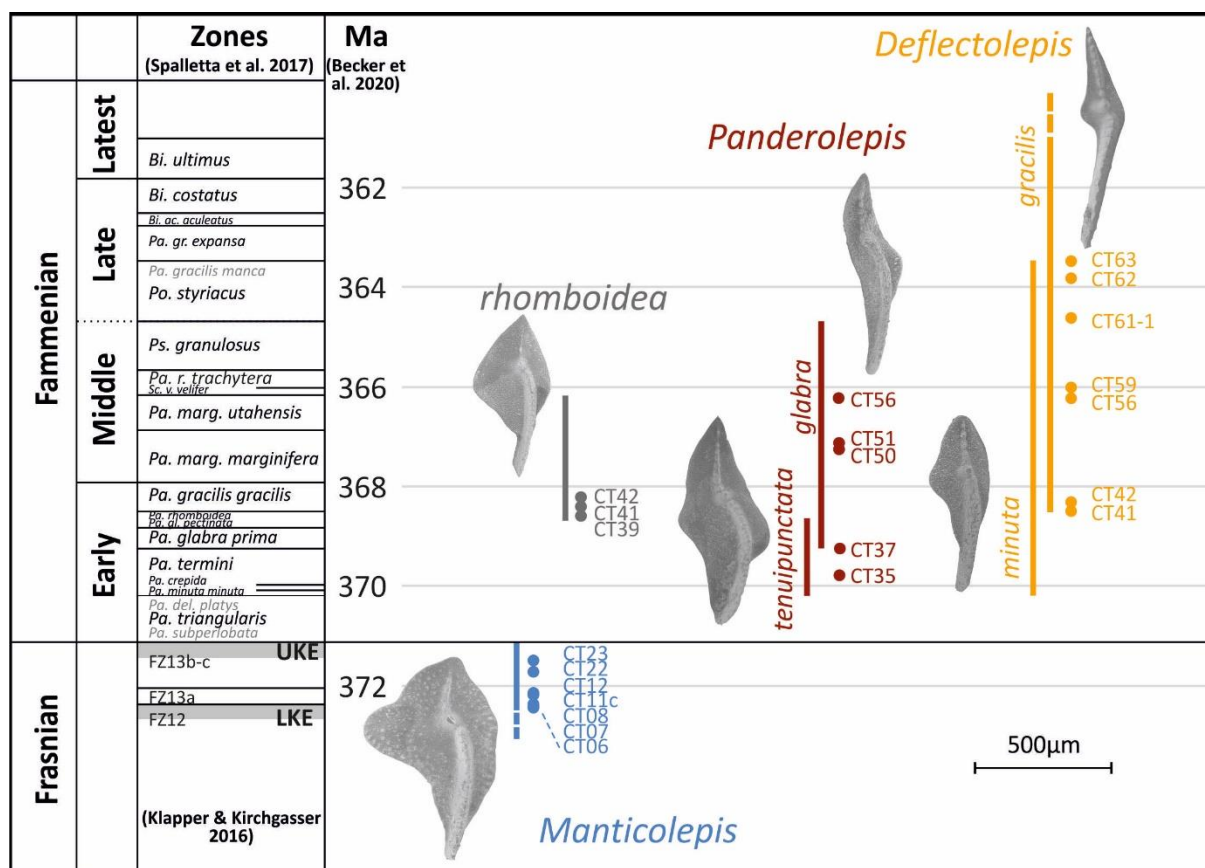 Zones
(Spalletta et al. 2017)
Ma
(Becker et al. 2020)
Fammenian
Latest
Late
Middle
Early
Frasnian
Bi. ultimus
Bi. costatus
Bi. ac. aculeatus
Pa. gr. expansa
Pa. gracilis manca
Po. styriacus
Ps. granulosus
Pa. r. trachytera
Sc. v. velifer
Pa. marg. utahensis
Pa. marg. marginifera
Pa. gracilis gracilis
Pa. rhomboidea
Pa. gl. pectinata
Pa. glabra prima
Pa. termini
Pa. crepida
Pa. minuta minuta
Pa. del. platys
Pa. triangularis
Pa. subperlobata
UKE
FZ13b-c
FZ13a
FZ12
LKE
(Klapper & Kirchgasser
2016)
362
364
366
368
370
372
rhomboidea
CT42
CT41
CT39
Panderolepis
glabra
tenuipunctata
CT56
CT51
CT50
CT37
CT35
Deflectolepis
gracilis
minuta
CT63
CT62
CT61-1
CT59
CT56
CT42
CT41
CT23
CT22
CT12
CT11c
CT08
CT07
CT06
Manticolepis
500µm